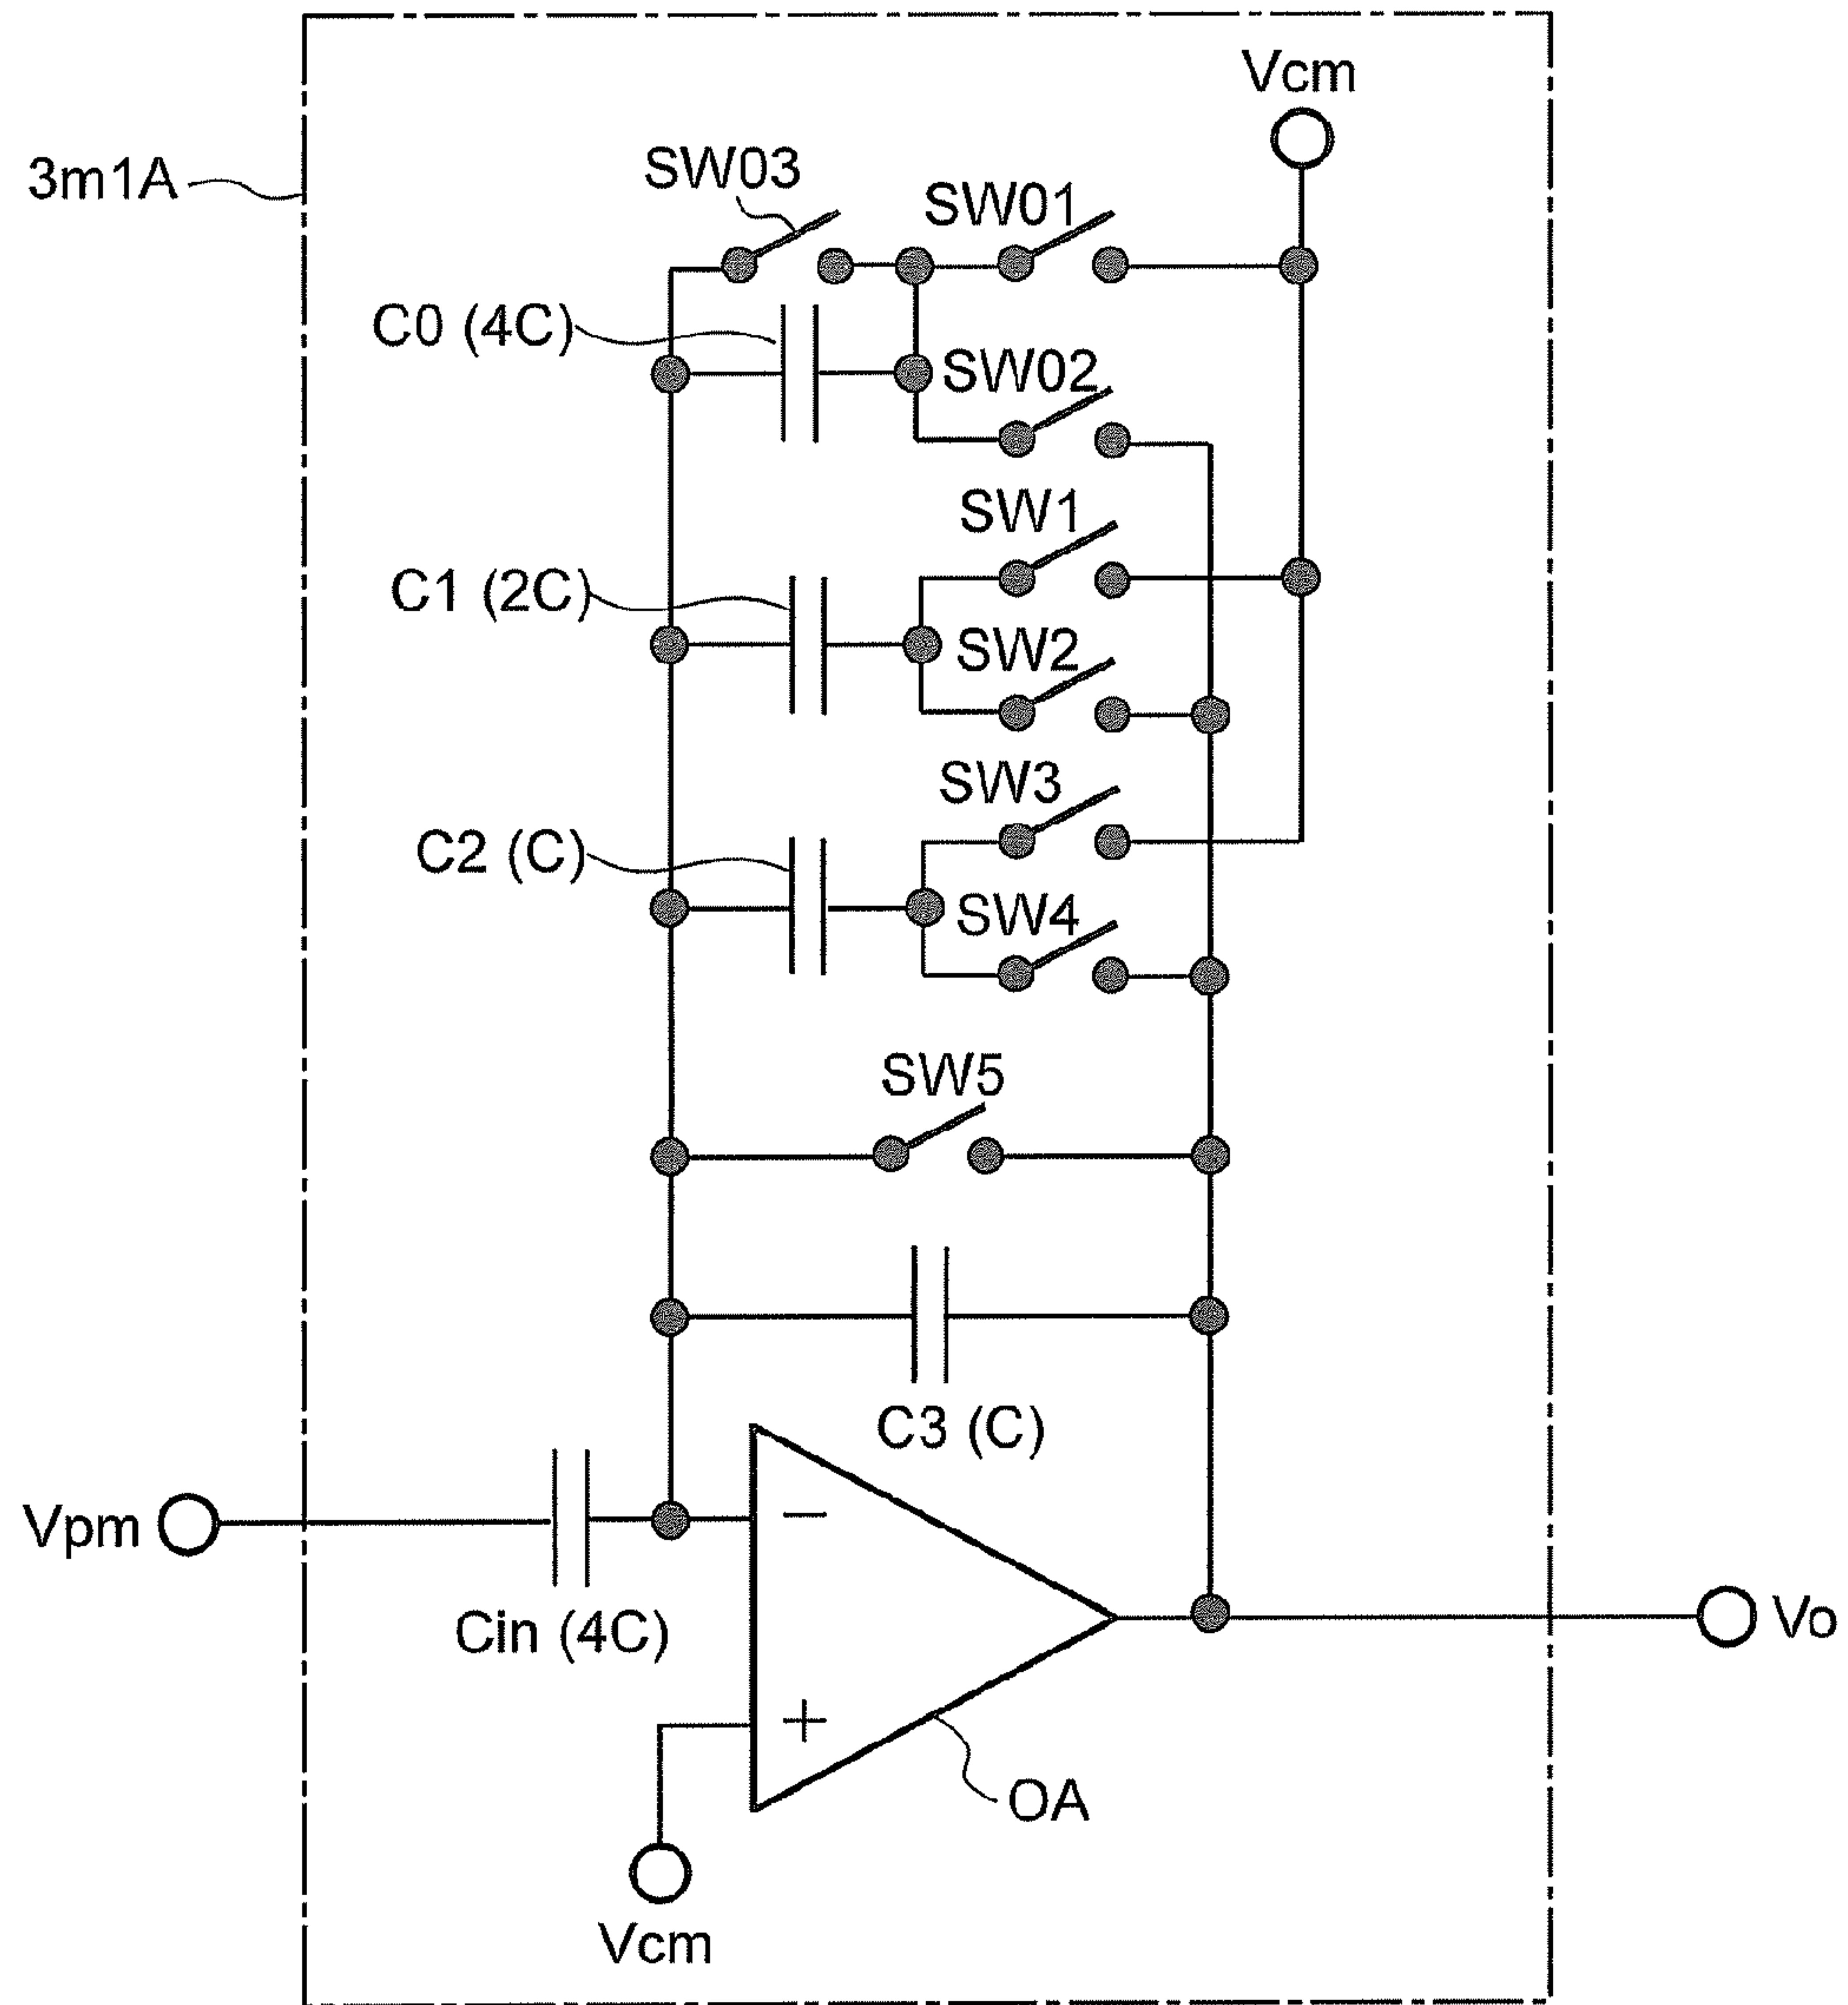 Vcm
3m1A
SW03
SW01
C0 (4C)
SW02
SW1
C1 (2C)
SW2
SW3
C2 (C)
SW4
SW5
C3 (C)
Vpm
−
Cin (4C)
Vo
+
OA
Vcm